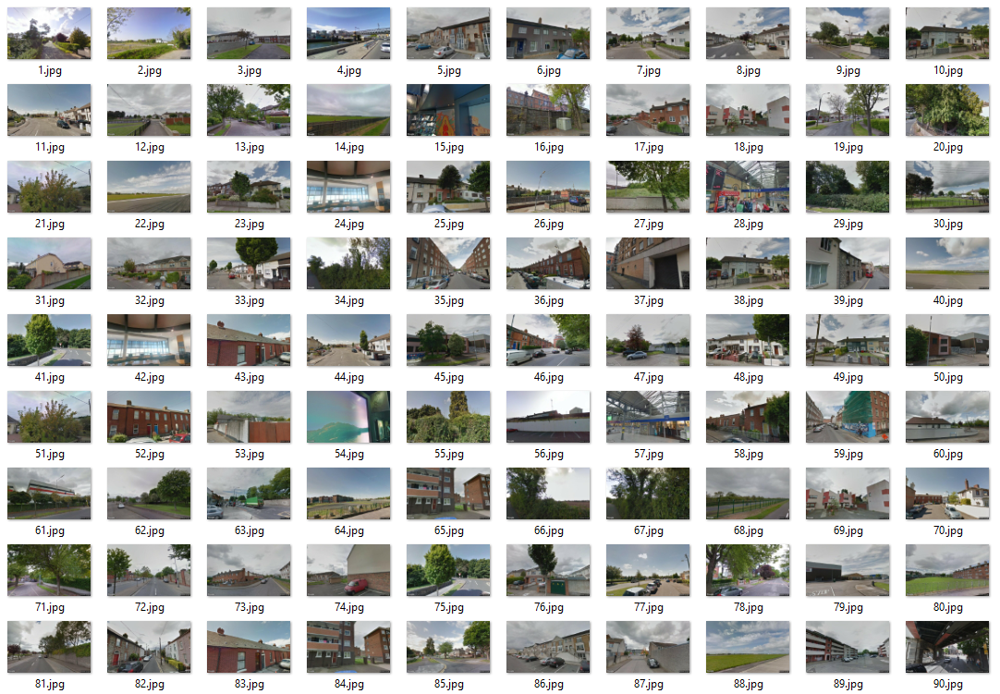 1.jpg 2.jpg 3.jpg 4.jpg 5.jpg 6.jpg 7.jpg 8.jpg 9.jpg 10.jpg
11.jpg 12.jpg 13.jpg 14.jpg 15.jpg 16.jpg 17.jpg 18.jpg 19.jpg 20.jpg
21.jpg 22.jpg 23.jpg 24.jpg 25.jpg 26.jpg 27.jpg 28.jpg 29.jpg 30.jpg
31.jpg 32.jpg 33.jpg 34.jpg 35.jpg 36.jpg 37.jpg 38.jpg 39.jpg 40.jpg
41.jpg 42.jpg 43.jpg 44.jpg 45.jpg 46.jpg 47.jpg 48.jpg 49.jpg 50.jpg
51.jpg 52.jpg 53.jpg 54.jpg 55.jpg 56.jpg 57.jpg 58.jpg 59.jpg 60.jpg
61.jpg 62.jpg 63.jpg 64.jpg 65.jpg 66.jpg 67.jpg 68.jpg 69.jpg 70.jpg
71.jpg 72.jpg 73.jpg 74.jpg 75.jpg 76.jpg 77.jpg 78.jpg 79.jpg 80.jpg
81.jpg 82.jpg 83.jpg 84.jpg 85.jpg 86.jpg 87.jpg 88.jpg 89.jpg 90.jpg